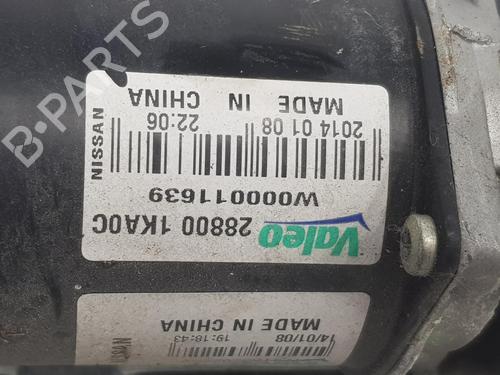 Valeo
28800 1KA0C
W000011639
2014 01 08 22:06
MADE IN CHINA
NISSAN
MADE IN CHINA
4/01/08 19:18:43
B-PARTS